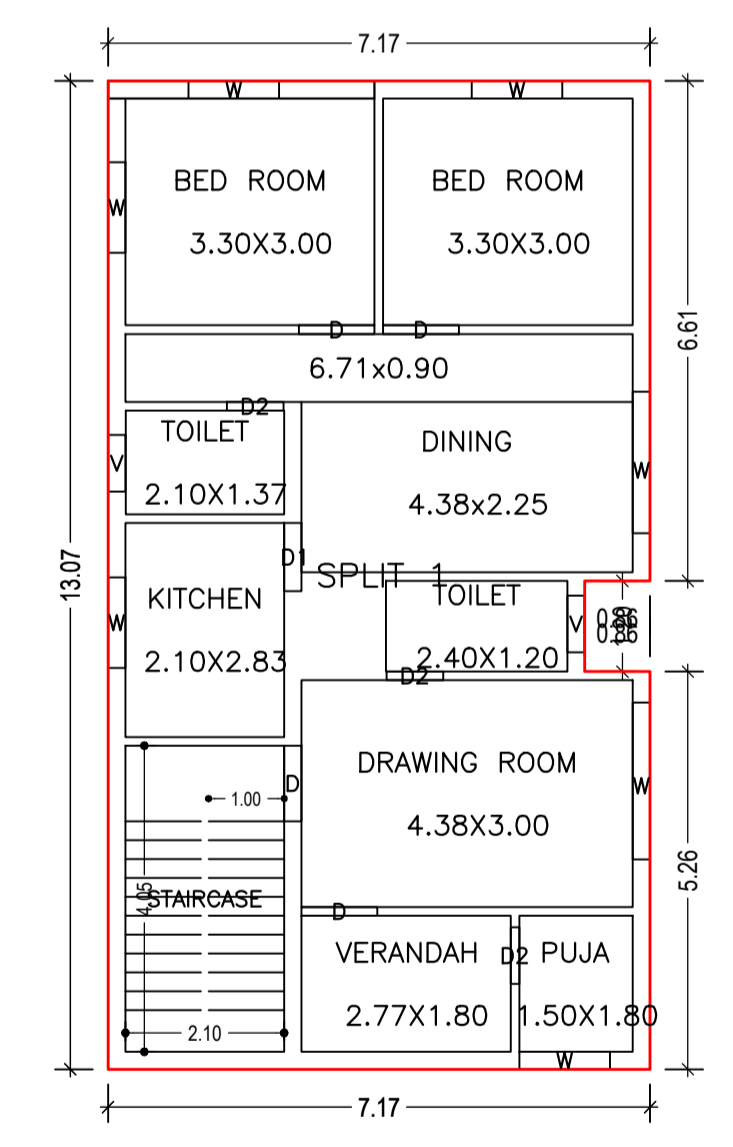 7.17
W W
BED ROOM BED ROOM
W
3.30X3.00 3.30X3.00
6.61
D D
6.71x0.90
D2
TOILET DINING
V W
2.10X1.37 4.38x2.25
D1
13.07
SPLIT 1
KITCHEN TOILET
W V
2.10X2.83 2.40X1.20
D2
DRAWING ROOM
D W
1.00
4.38X3.00
5.26
4.05
STAIRCASE
D
VERANDAH D2 PUJA
2.77X1.80 1.50X1.80
2.10
W
7.17